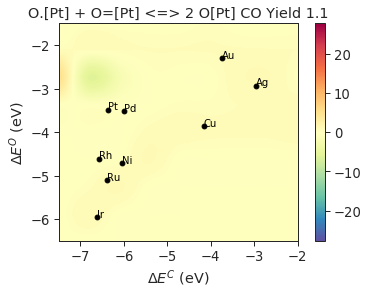 O.[Pt] + O=[Pt] <=> 2 O[Pt] CO Yield 1.1
−2
−3
−4
−5
−6
ΔE^O (eV)
Au
Ag
Pt
Pd
Cu
Rh
Ni
Ru
Ir
−7
−6
−5
−4
−3
−2
ΔE^C (eV)
20
10
0
−10
−20